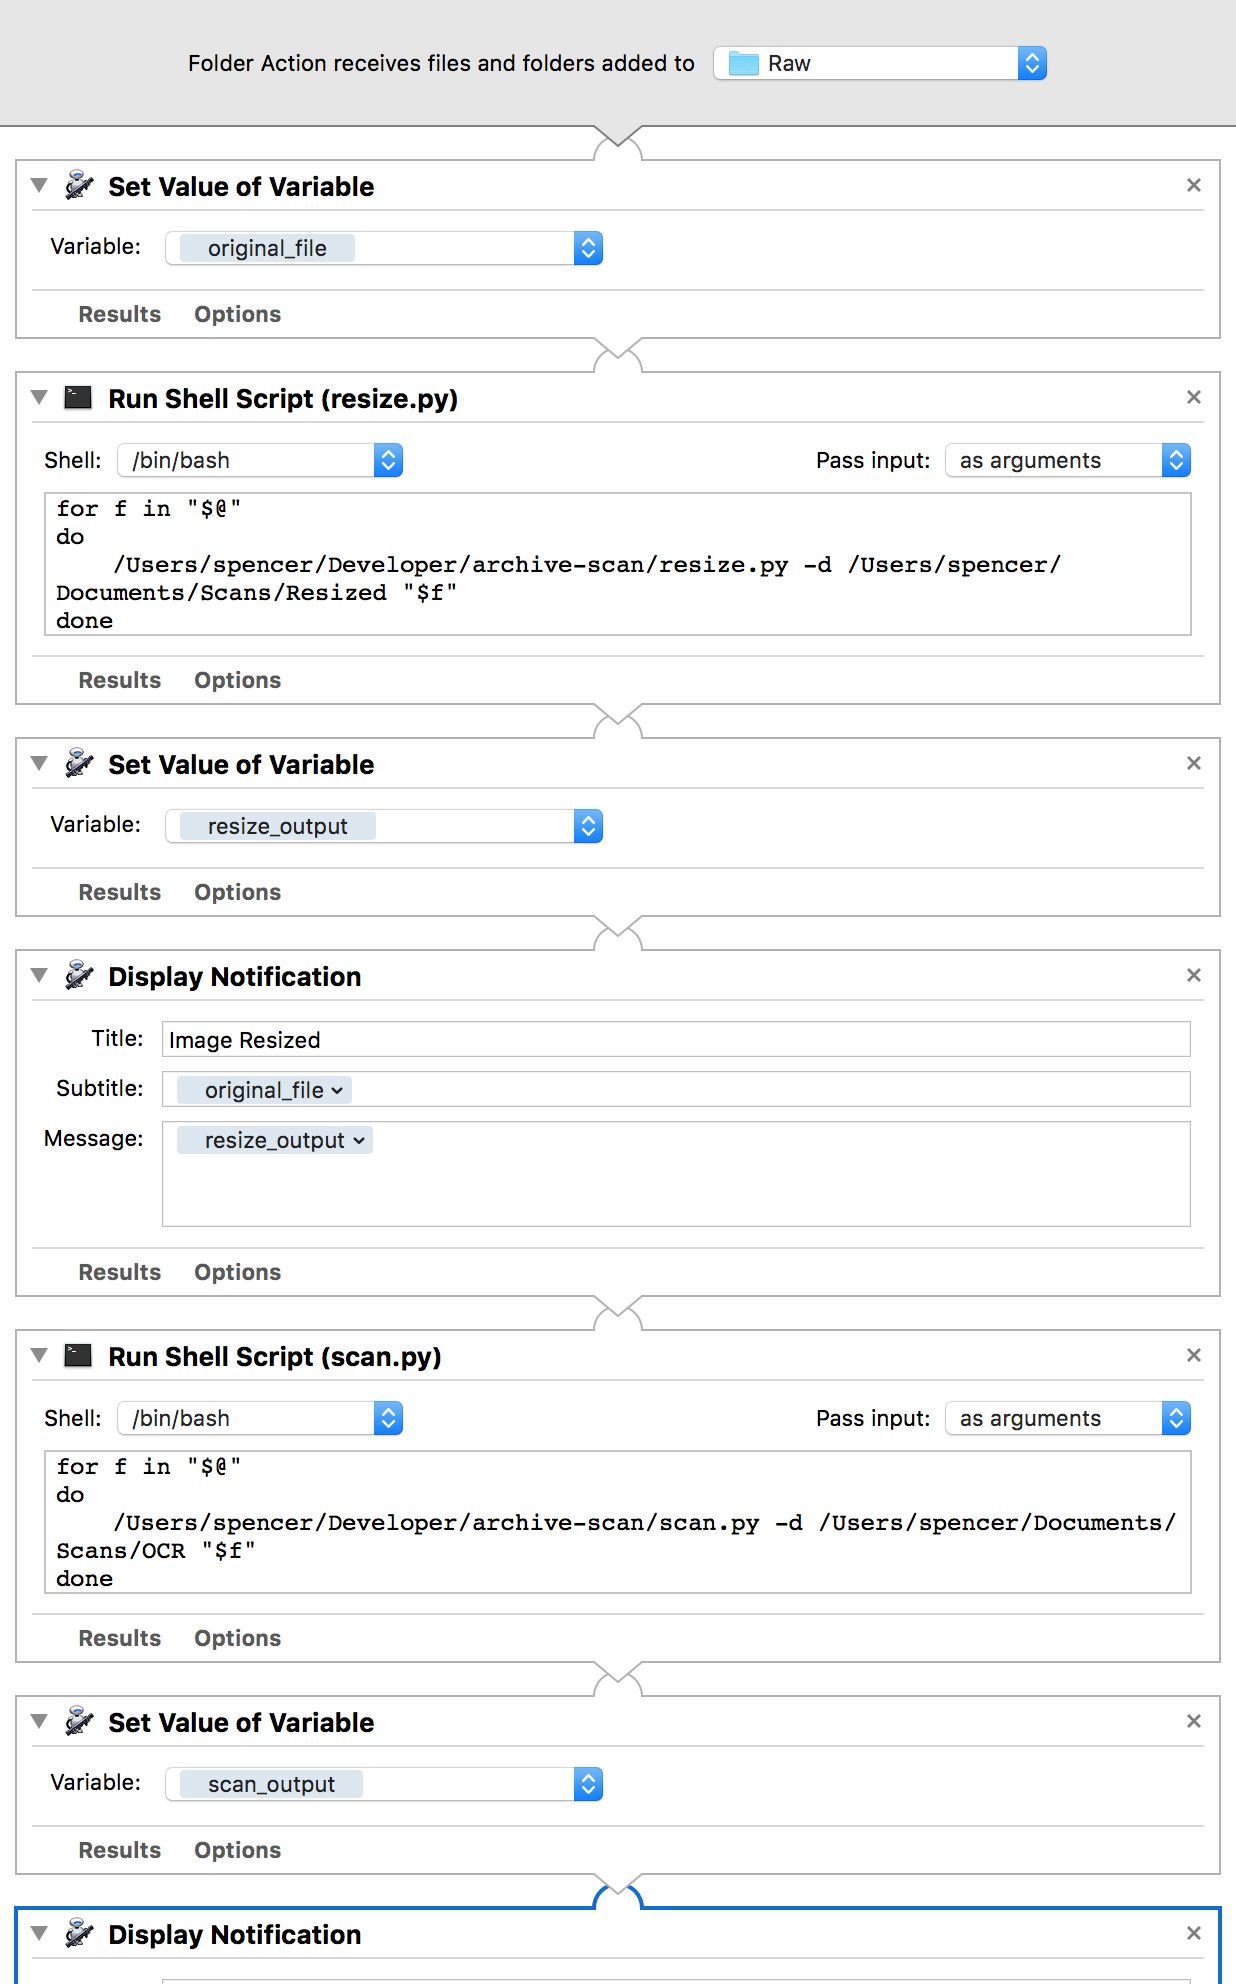 Folder Action receives files and folders added to Raw
Set Value of Variable
Variable: original_file
Results Options
Run Shell Script (resize.py)
Shell: /bin/bash Pass input: as arguments
for f in "$@"
do
/Users/spencer/Developer/archive-scan/resize.py -d /Users/spencer/
Documents/Scans/Resized "$f"
done
Results Options
Set Value of Variable
Variable: resize_output
Results Options
Display Notification
Title: Image Resized
Subtitle: original_file
Message: resize_output
Results Options
Run Shell Script (scan.py)
Shell: /bin/bash Pass input: as arguments
for f in "$@"
do
/Users/spencer/Developer/archive-scan/scan.py -d /Users/spencer/Documents/
Scans/OCR "$f"
done
Results Options
Set Value of Variable
Variable: scan_output
Results Options
Display Notification